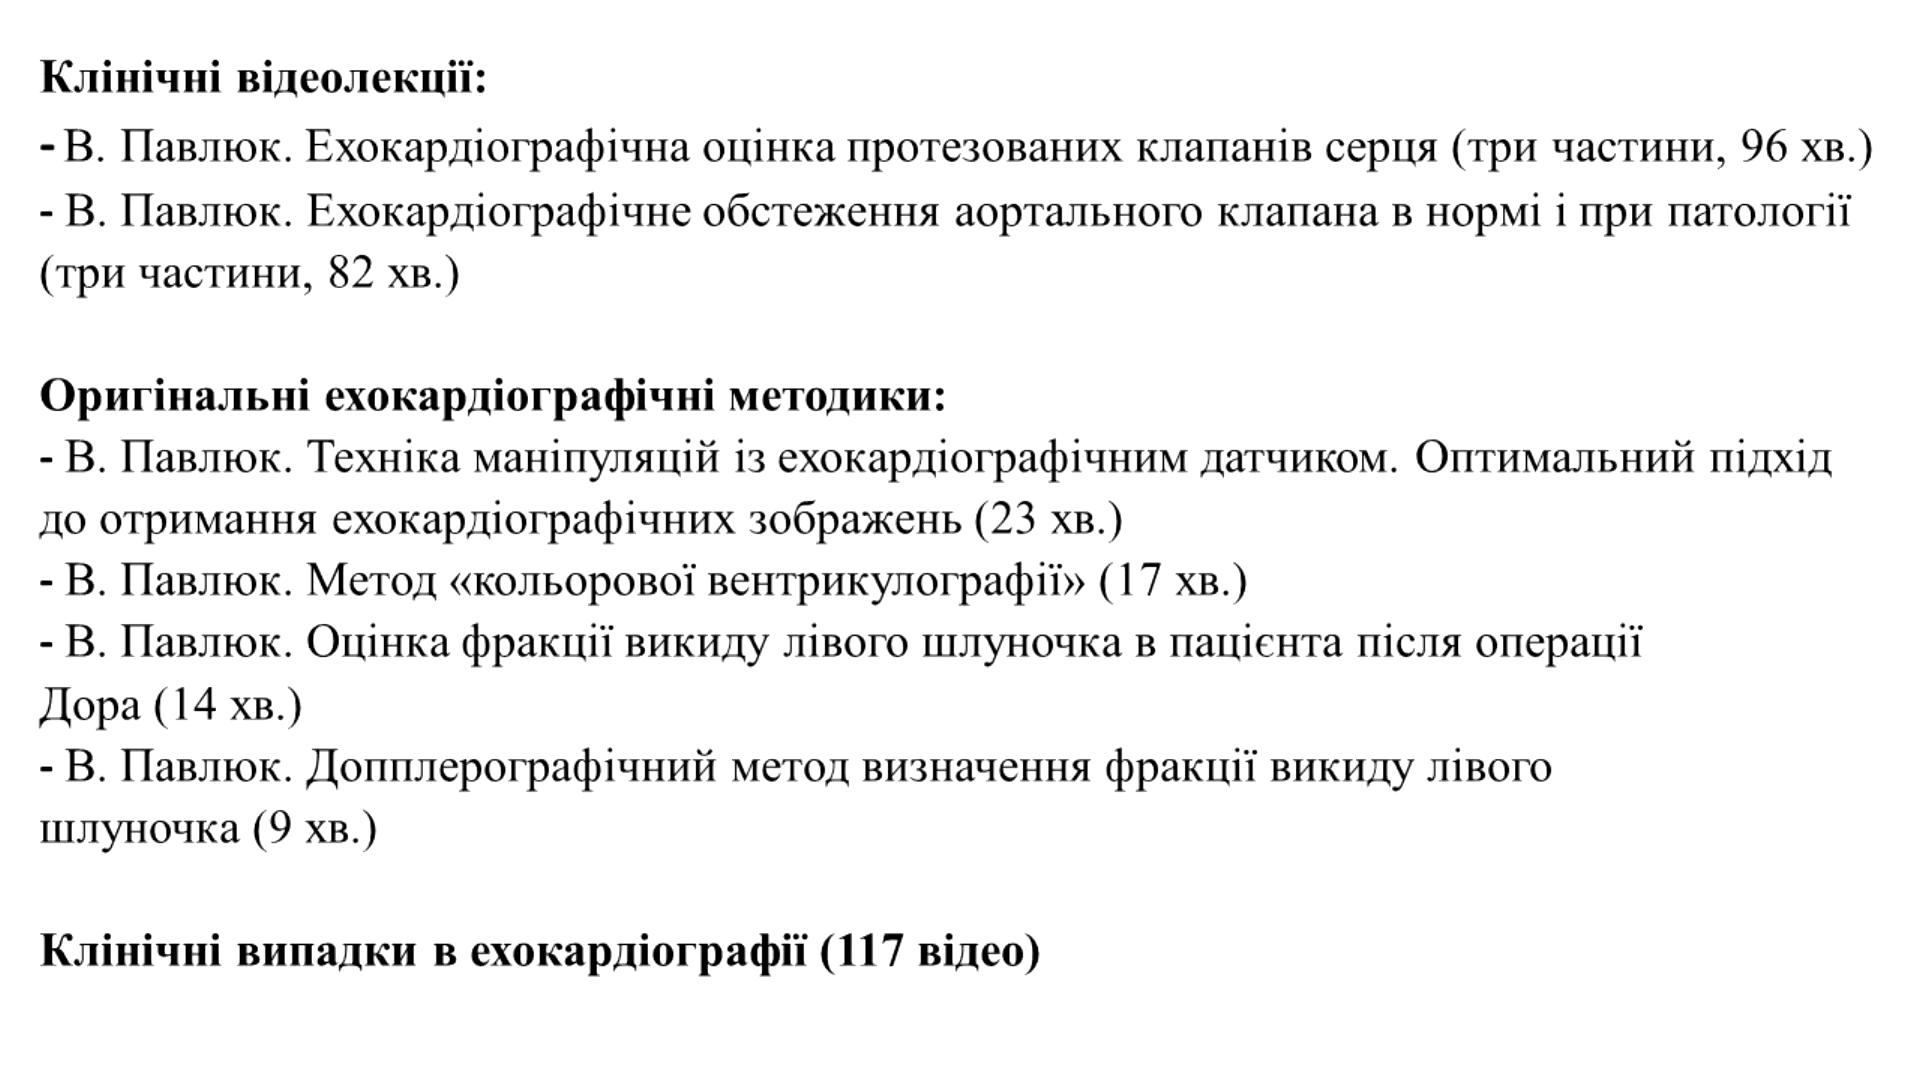 Клінічні відеолекції:
- В. Павлюк. Ехокардіографічна оцінка протезованих клапанів серця (три частини, 96 хв.)
- В. Павлюк. Ехокардіографічне обстеження аортального клапана в нормі і при патології
(три частини, 82 хв.)
Оригінальні ехокардіографічні методики:
- В. Павлюк. Техніка маніпуляцій із ехокардіографічним датчиком. Оптимальний підхід
до отримання ехокардіографічних зображень (23 хв.)
- В. Павлюк. Метод «кольорової вентрикулографії» (17 хв.)
- В. Павлюк. Оцінка фракції викиду лівого шлуночка в пацієнта після операції
Дора (14 хв.)
- В. Павлюк. Допплерографічний метод визначення фракції викиду лівого
шлуночка (9 хв.)
Клінічні випадки в ехокардіографії (117 відео)